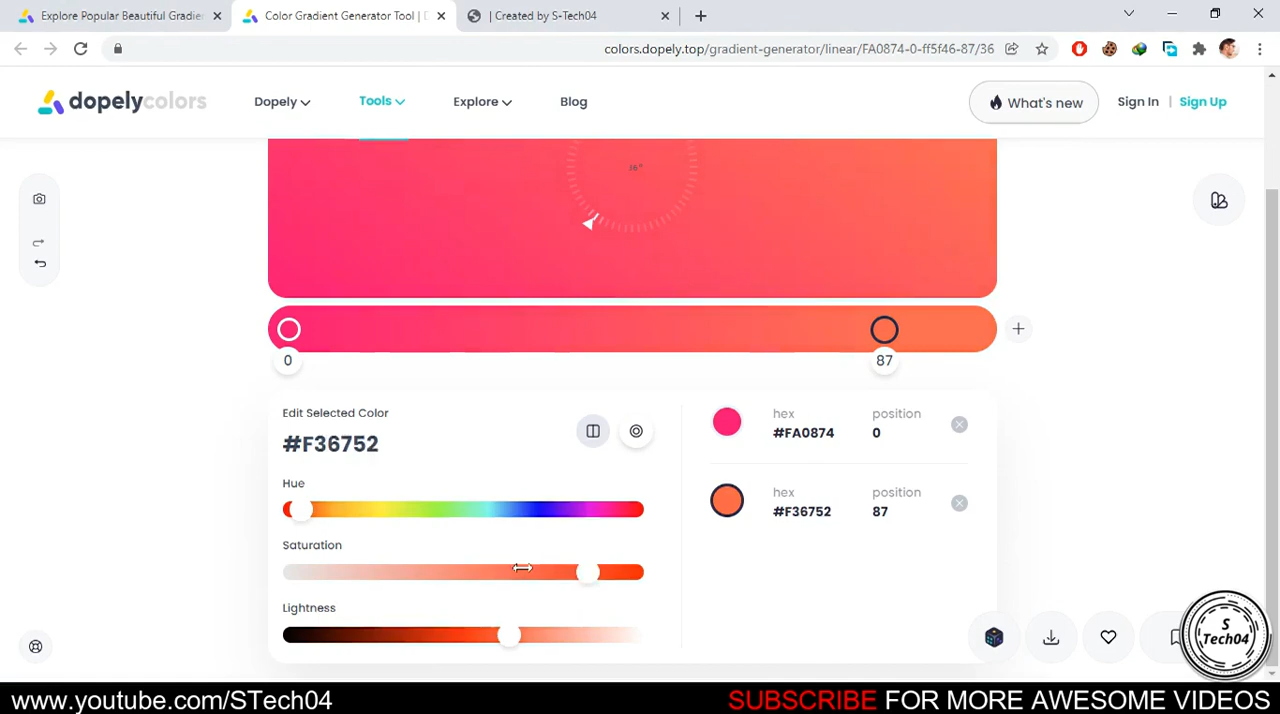 Explore Popular Beautiful Gradie
Color Gradient Generator Tool | D
| Created by S-Tech04
colors.dopely.top/gradient-generator/linear/FA0874-0-ff5f46-87/36
dopelycolors
Dopely
Tools
Explore
Blog
What's new
Sign In | Sign Up
36°
0
87
Edit Selected Color
#F36752
Hue
Saturation
Lightness
hex
#FA0874
position
0
hex
#F36752
position
87
S
Tech04
www.youtube.com/STech04
SUBSCRIBE FOR MORE AWESOME VIDEOS